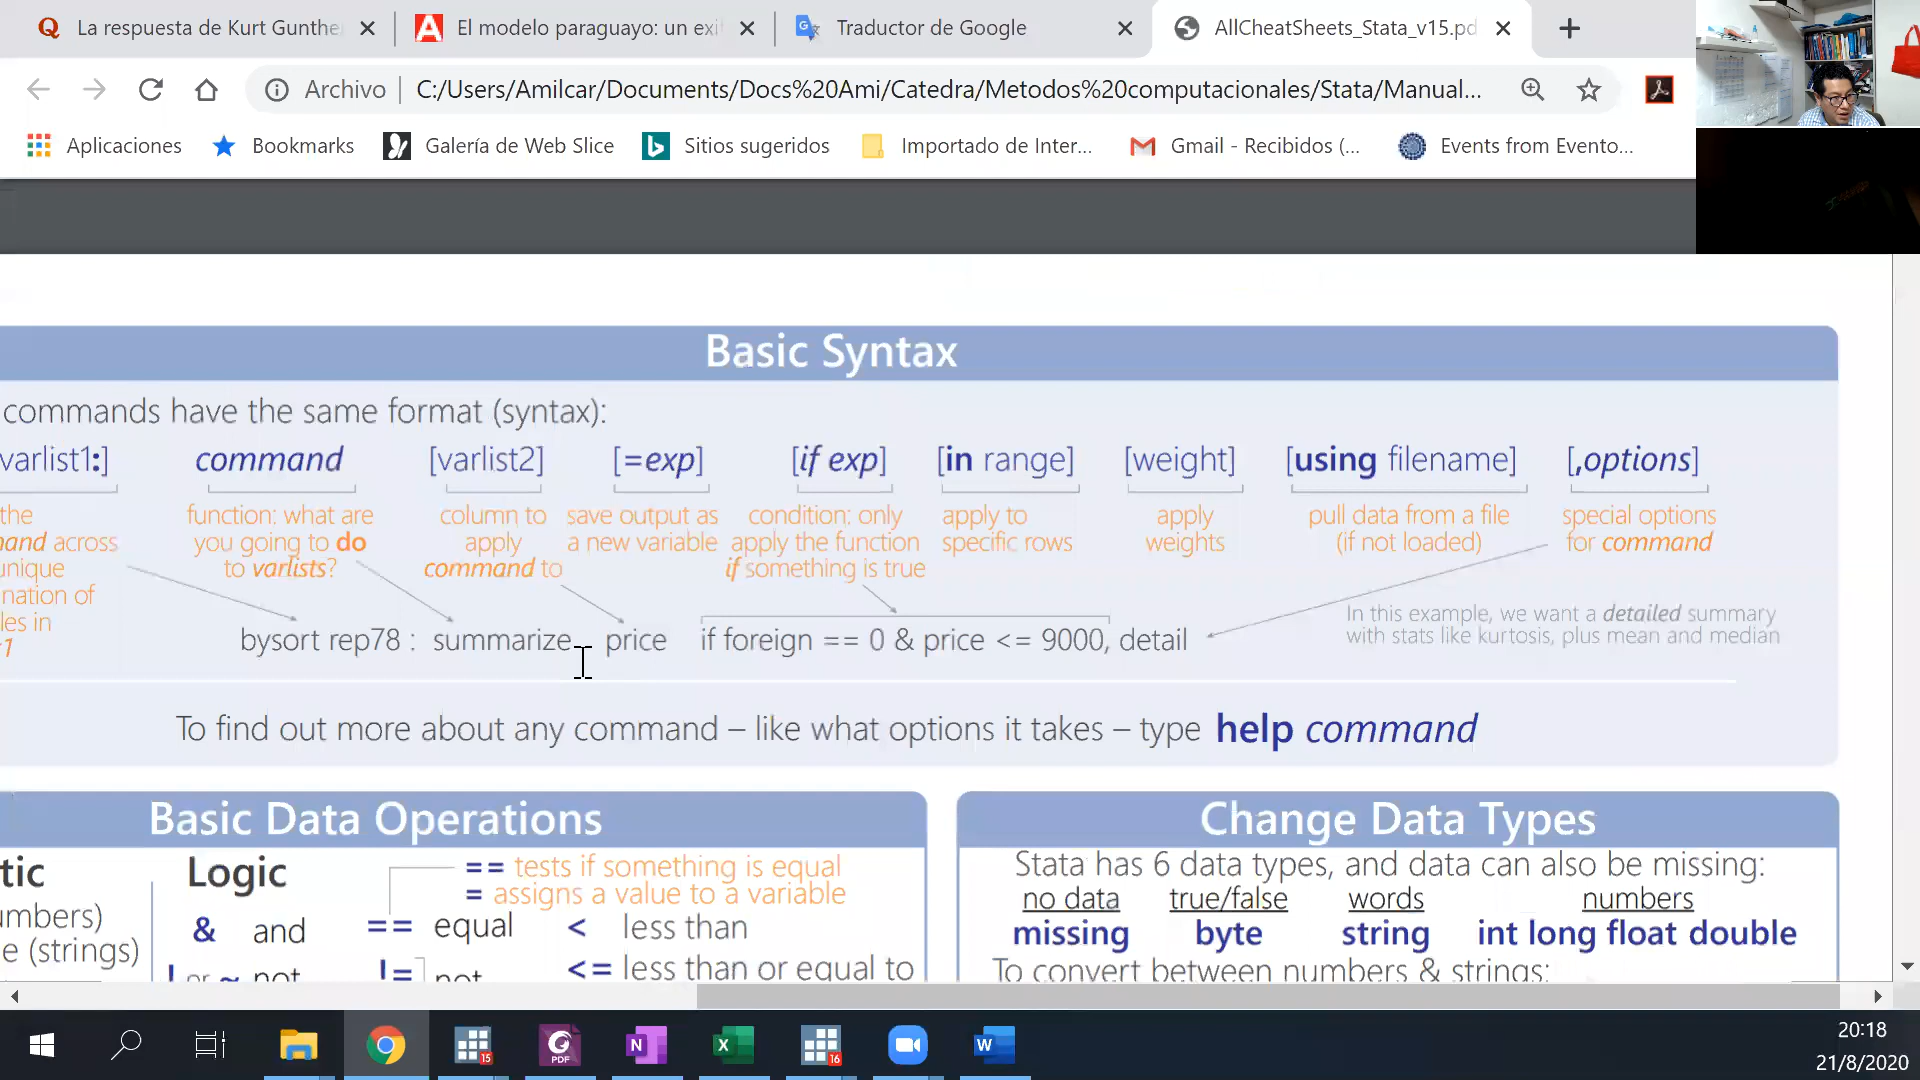 La respuesta de Kurt Gunthe
El modelo paraguayo: un exi
Traductor de Google
AllCheatSheets_Stata_v15.pd
Archivo
C:/Users/Amilcar/Documents/Docs%20Ami/Catedra/Metodos%20computacionales/Stata/Manual...
Aplicaciones
Bookmarks
Galería de Web Slice
Sitios sugeridos
Importado de Inter...
Gmail - Recibidos (...
Events from Evento...
Basic Syntax
commands have the same format (syntax):
varlist1:] command [varlist2] [=exp] [if exp] [in range] [weight] [using filename] [,options]
the function: what are column to save output as condition: only apply to apply pull data from a file special options
and across you going to do apply a new variable apply the function specific rows weights (if not loaded) for command
unique to varlists? command to if something is true
nation of
les in
1
In this example, we want a detailed summary
with stats like kurtosis, plus mean and median
bysort rep78 : summarize price if foreign == 0 & price <= 9000, detail
To find out more about any command – like what options it takes – type help command
Basic Data Operations
tic
umbers)
e (strings)
Logic
== tests if something is equal
= assigns a value to a variable
& and == equal < less than
! or ~ not != not <= less than or equal to
Change Data Types
Stata has 6 data types, and data can also be missing:
no data true/false words numbers
missing byte string int long float double
To convert between numbers & strings:
15
PDF
N
X
16
W
20:18
21/8/2020